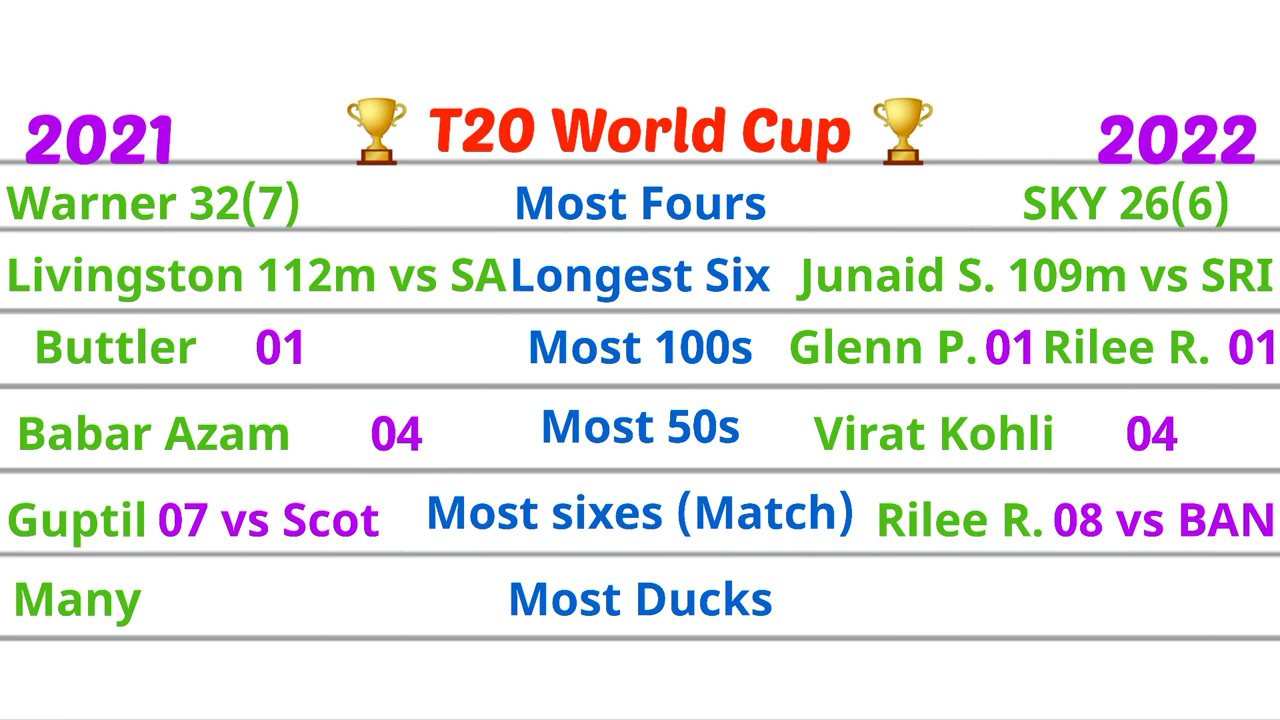 2021 🏆 T20 World Cup 🏆 2022
Warner 32(7) Most Fours SKY 26(6)
Livingston 112m vs SA Longest Six Junaid S. 109m vs SRI
Buttler 01 Most 100s Glenn P. 01 Rilee R. 01
Babar Azam 04 Most 50s Virat Kohli 04
Guptil 07 vs Scot Most sixes (Match) Rilee R. 08 vs BAN
Many Most Ducks